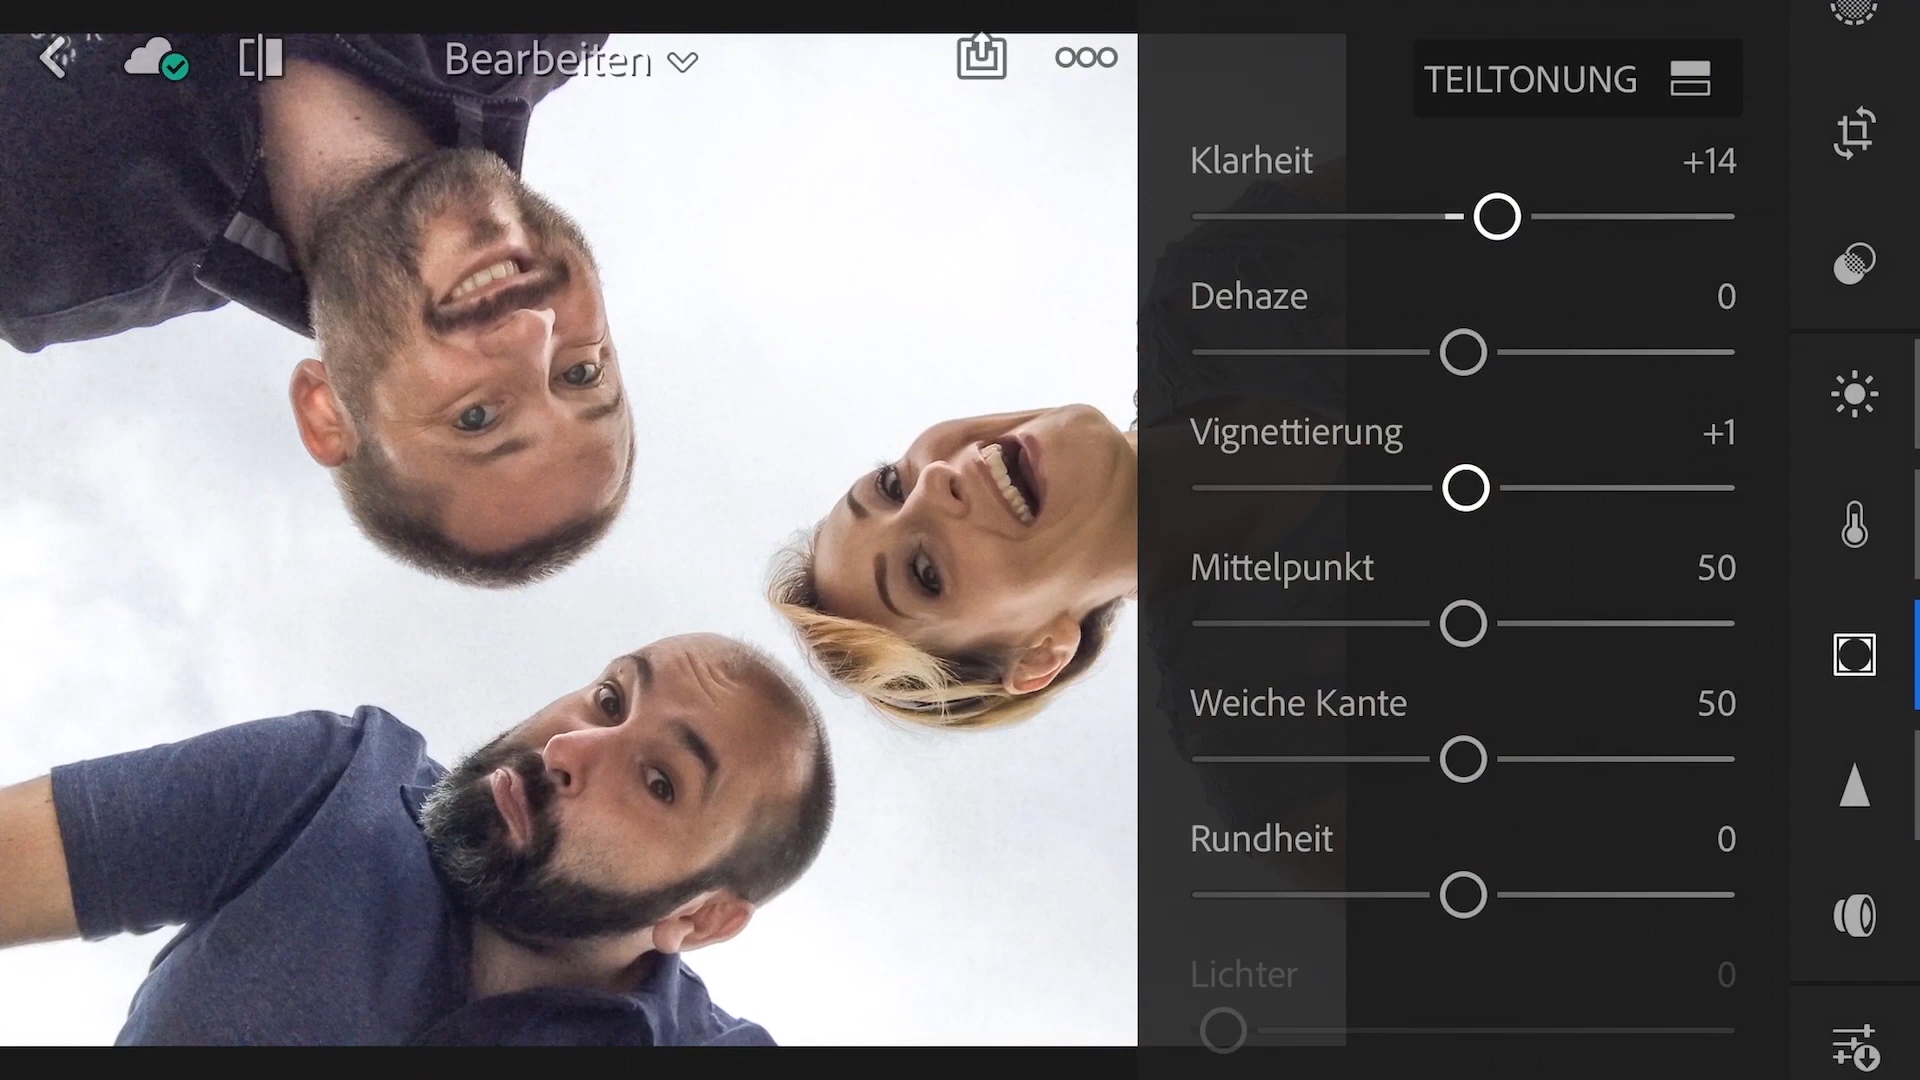 Bearbeiten
TEILTONUNG
Klarheit +14
Dehaze 0
Vignettierung +1
Mittelpunkt 50
Weiche Kante 50
Rundheit 0
Lichter 0